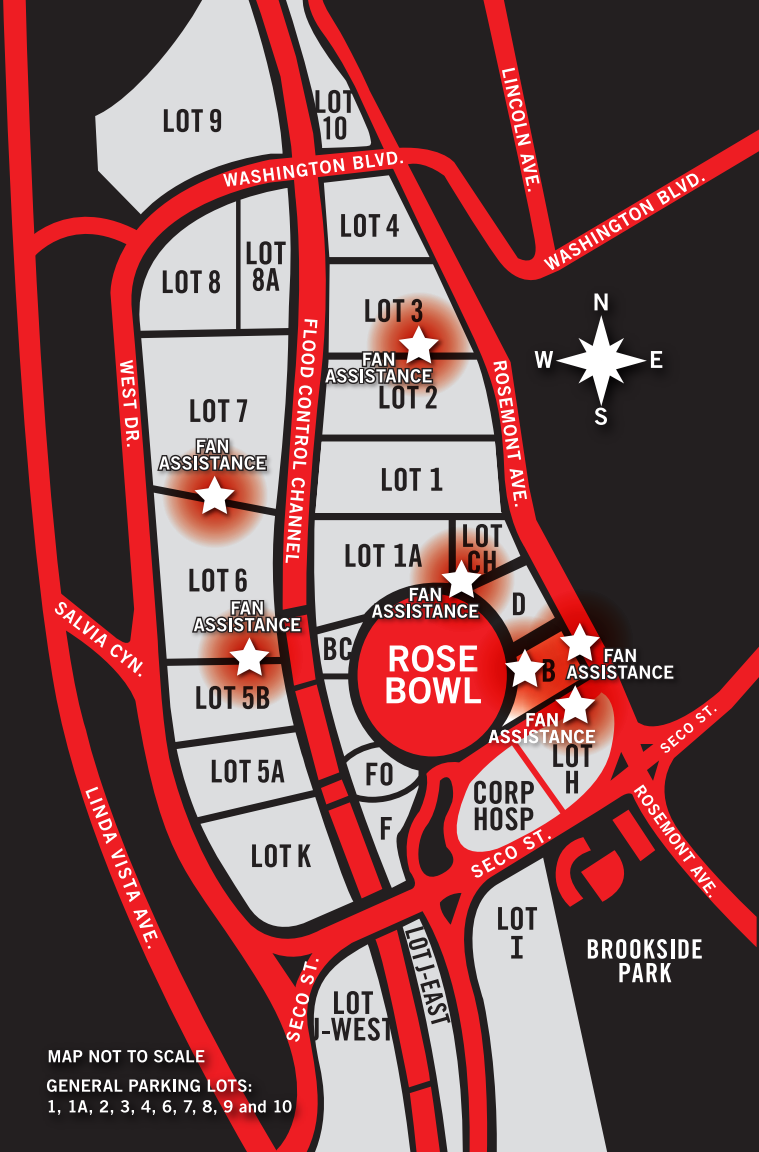 LOT 9
LOT
10
LINCOLN AVE.
WASHINGTON BLVD.
WASHINGTON BLVD.
LOT 4
LOT 8
LOT
8A
LOT 3
FAN
ASSISTANCE
LOT 2
N
W
E
S
WEST DR.
FLOOD CONTROL CHANNEL
ROSEMONT AVE.
LOT 7
FAN
ASSISTANCE
LOT 1
LOT 1A
LOT
CH
LOT 6
FAN
ASSISTANCE
D
FAN
ASSISTANCE
SALVIA CYN.
BC
ROSE
BOWL
B
FAN
ASSISTANCE
LOT 5B
FAN
ASSISTANCE
SECO ST.
LOT 5A
FO
LOT
H
CORP
HOSP
F
LOT K
SECO ST.
ROSEMONT AVE.
LINDA VISTA AVE.
LOT
I
BROOKSIDE
PARK
LOT J-EAST
SECO ST.
LOT
J-WEST
MAP NOT TO SCALE
GENERAL PARKING LOTS:
1, 1A, 2, 3, 4, 6, 7, 8, 9 and 10